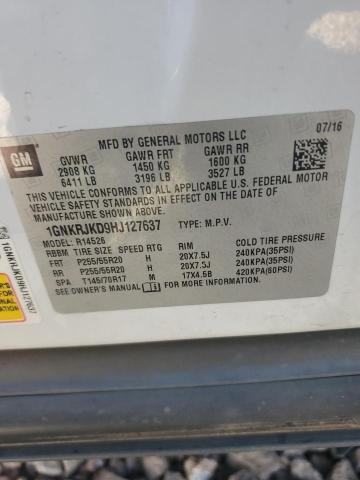 07/16
MFD BY GENERAL MOTORS LLC
GM
GVWR GAWR FRT GAWR RR
2908 KG 1450 KG 1600 KG
6411 LB 3196 LB 3527 LB
THIS VEHICLE CONFORMS TO ALL APPLICABLE U.S. FEDERAL MOTOR
VEHICLE SAFETY AND THEFT PREVENTION STANDARDS IN EFFECT ON THE
DATE OF MANUFACTURE SHOWN ABOVE.
1GNKRJKD9HJ127637 TYPE: M.P.V.
MODEL: R14526
RBBM TIRE SIZE SPEED RTG RIM COLD TIRE PRESSURE
FRT P255/55R20 H 20X7.5J 240KPA(35PSI)
RR P255/55R20 H 20X7.5J 240KPA(35PSI)
SPA T145/70R17 M 17X4.5B 420KPA(60PSI)
SEE OWNER'S MANUAL FOR MORE INFORMATION.
1GNKRJKD9HJ127637